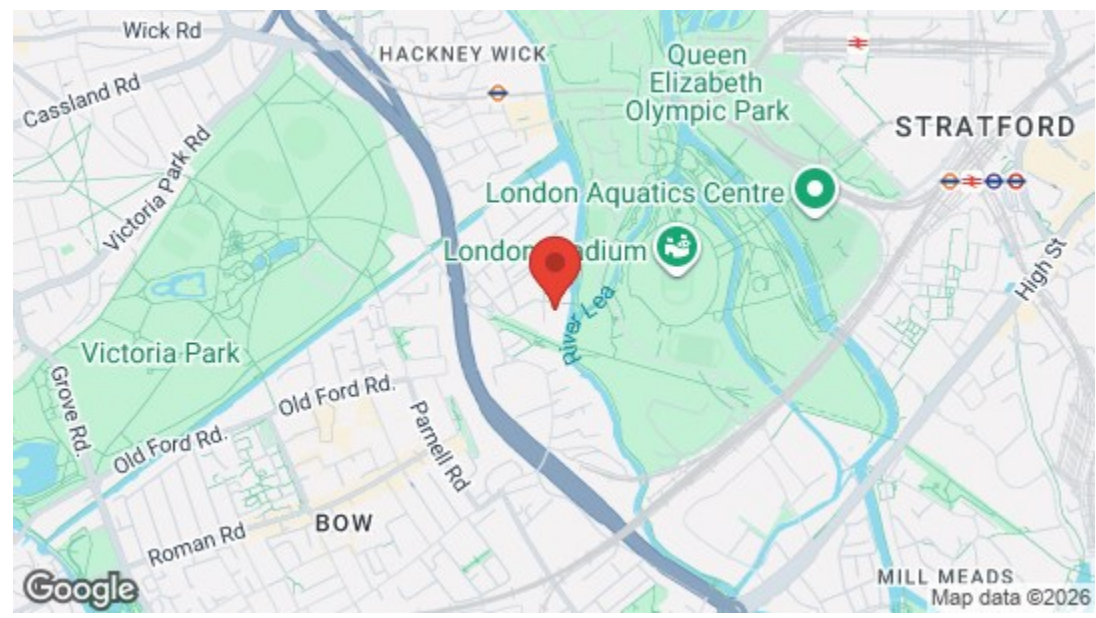 Wick Rd
HACKNEY WICK
Queen
Elizabeth
Olympic Park
Cassland Rd
STRATFORD
Victoria Park Rd
London Aquatics Centre
London Stadium
High St
River Lea
Victoria Park
Grove Rd.
Old Ford Rd.
Old Ford Rd.
Parnell Rd
BOW
Roman Rd
MILL MEADS
Google
Map data ©2026